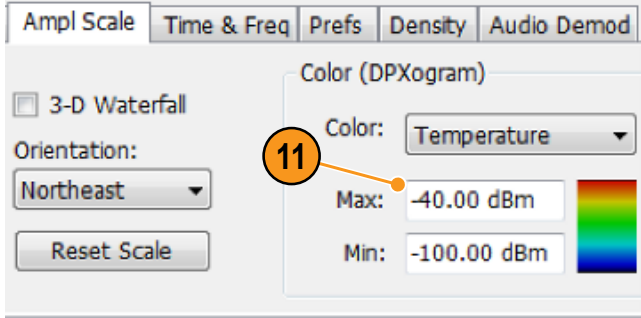 Ampl Scale Time & Freq Prefs Density Audio Demod
Color (DPXogram)
3-D Waterfall
Color: Temperature
Orientation:
11
Northeast
Max: -40.00 dBm
Reset Scale
Min: -100.00 dBm